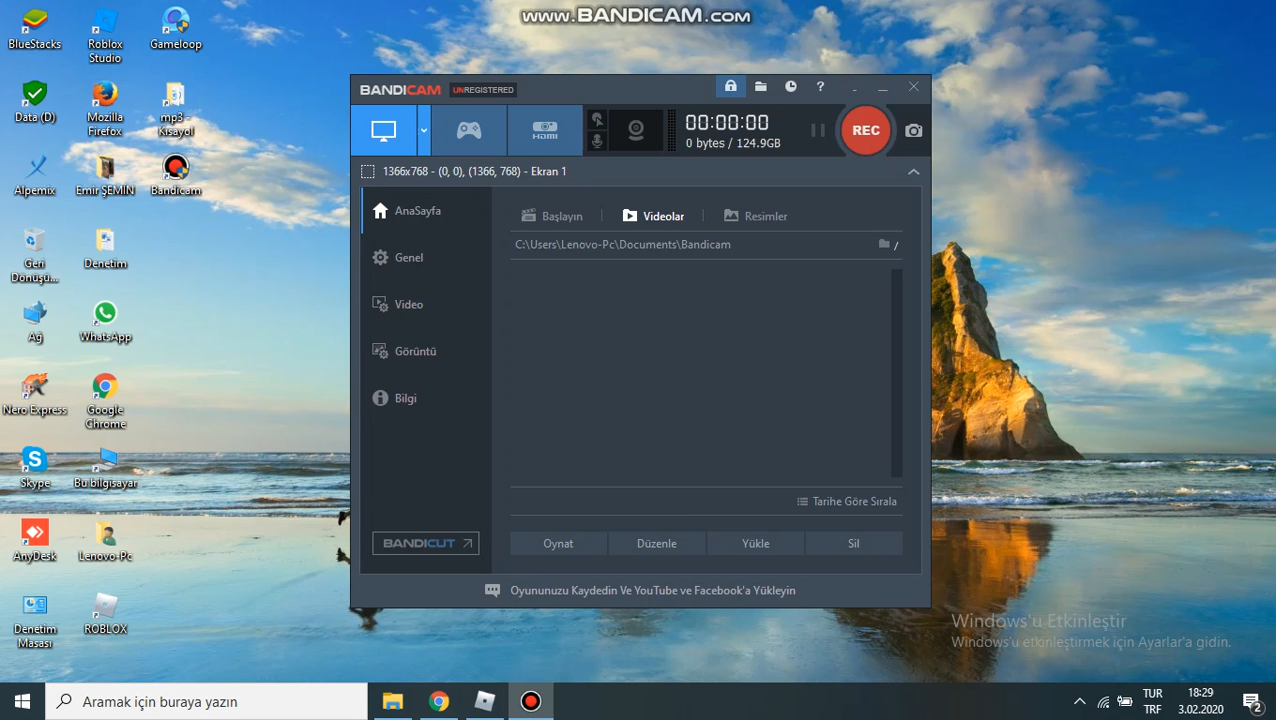 www.BANDICAM.com
BlueStacks
Roblox Studio
Gameloop
Data (D)
Mozilla Firefox
mp3 - Kısayol
Alpemix
Emir ŞEMİN
Bandicam
Geri Dönüşü...
Denetim
Ağ
WhatsApp
Nero Express
Google Chrome
Skype
Bu bilgisayar
AnyDesk
Lenovo-Pc
Denetim Masası
ROBLOX
BANDICAM UNREGISTERED
?
HDMI
00:00:00
0 bytes / 124.9GB
REC
1366x768 - (0, 0), (1366, 768) - Ekran 1
AnaSayfa
Genel
Video
Görüntü
Bilgi
BANDICUT
Başlayın
Videolar
Resimler
C:\Users\Lenovo-Pc\Documents\Bandicam
/
Tarihe Göre Sırala
Oynat
Düzenle
Yükle
Sil
Oyununuzu Kaydedin Ve YouTube ve Facebook'a Yükleyin
Windows'u Etkinleştir
Windows'u etkinleştirmek için Ayarlar'a gidin.
Aramak için buraya yazın
TUR
TRF
18:29
3.02.2020
2